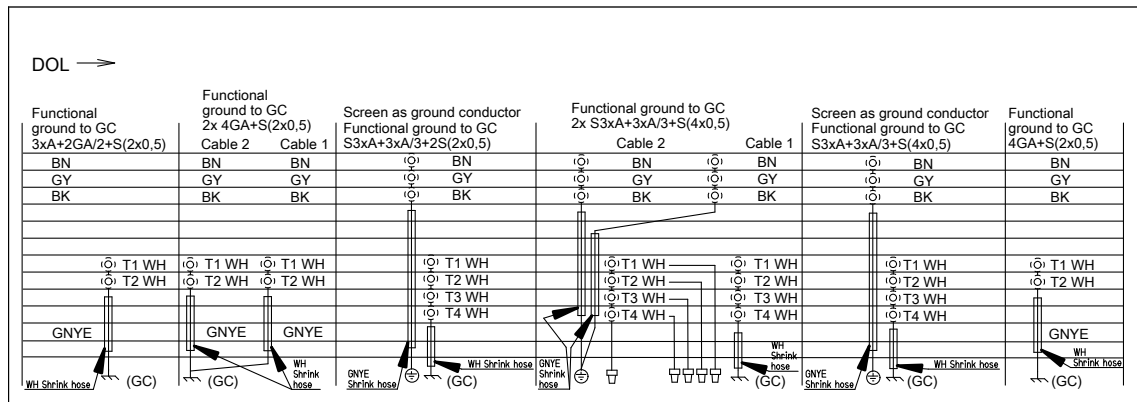 DOL
Functional
ground to GC
3xA+2GA/2+S(2x0,5)
Functional
ground to GC
2x 4GA+S(2x0,5)
Cable 2 Cable 1
Screen as ground conductor
Functional ground to GC
S3xA+3xA/3+2S(2x0,5)
Functional ground to GC
2x S3xA+3xA/3+S(4x0,5)
Cable 2 Cable 1
Screen as ground conductor
Functional ground to GC
S3xA+3xA/3+S(4x0,5)
Functional
ground to GC
4GA+S(2x0,5)
BN BN BN BN BN BN BN BN
GY GY GY GY GY GY GY GY
BK BK BK BK BK BK BK BK
T1 WH T1 WH T1 WH T1 WH T1 WH T1 WH T1 WH T1 WH
T2 WH T2 WH T2 WH T2 WH T2 WH T2 WH T2 WH T2 WH
T3 WH T3 WH T3 WH T3 WH
T4 WH T4 WH T4 WH T4 WH
GNYE GNYE GNYE GNYE
WH Shrink hose
(GC)
(GC)
WH
Shrink
hose
GNYE
Shrink hose
WH Shrink hose
(GC)
GNYE
Shrink
hose
WH
Shrink
hose
(GC)
GNYE
Shrink hose
WH Shrink hose
(GC)
WH
Shrink hose
(GC)